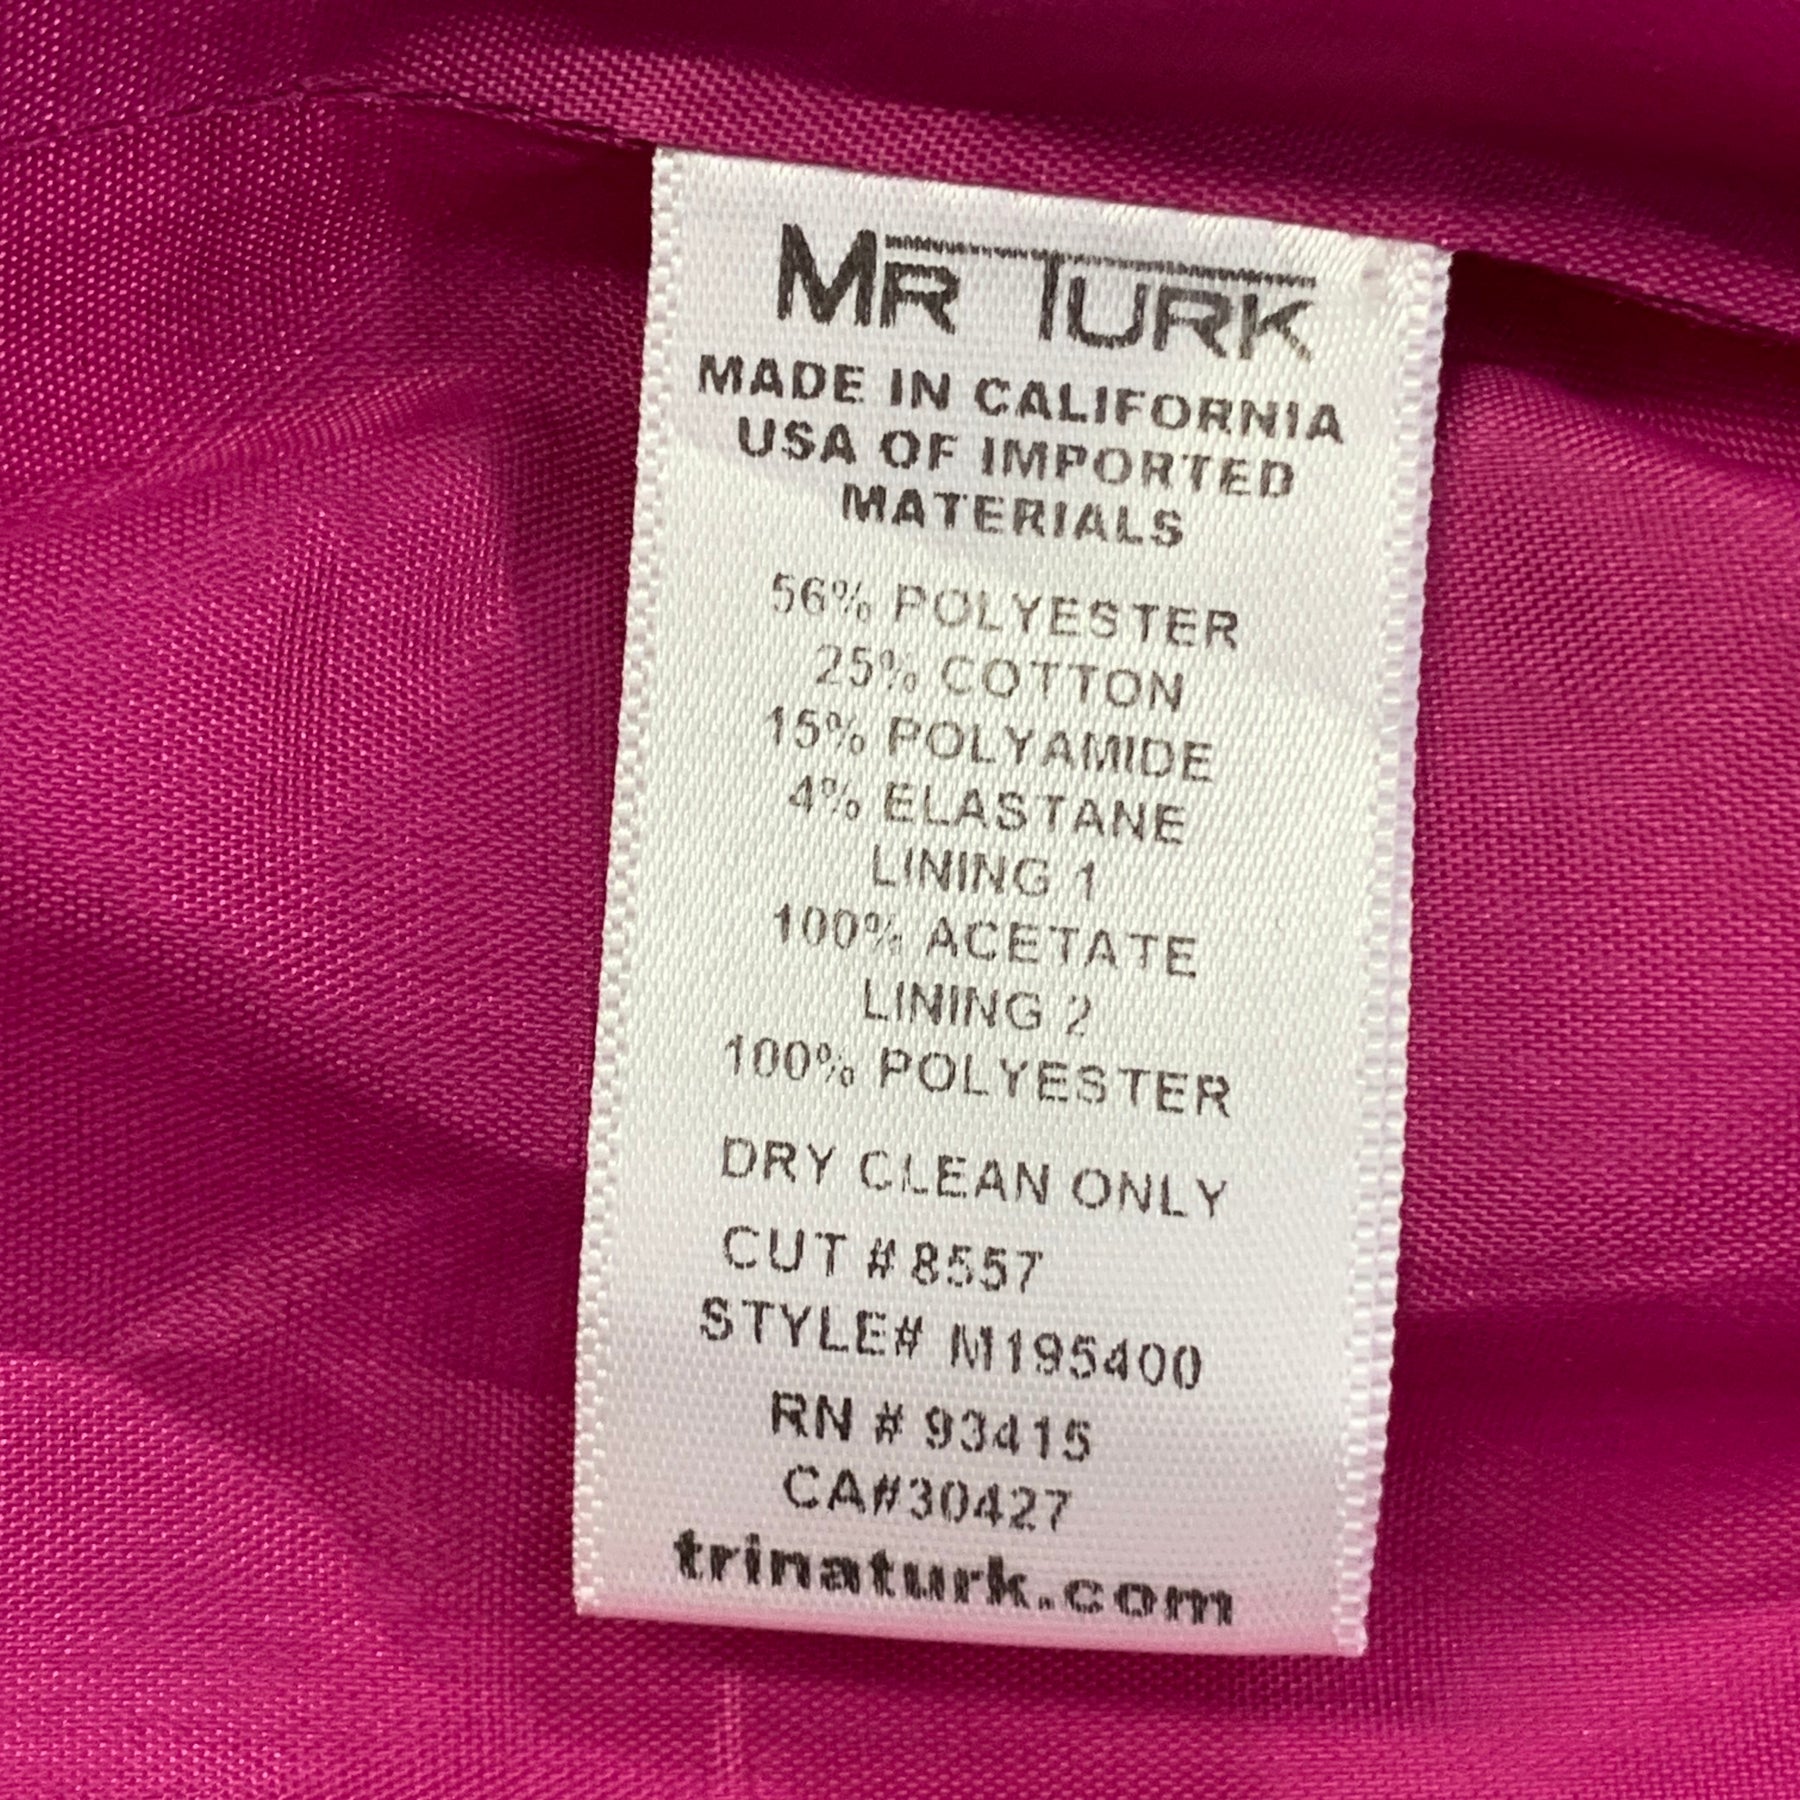 MR TURK
MADE IN CALIFORNIA
USA OF IMPORTED
MATERIALS
56% POLYESTER
25% COTTON
15% POLYAMIDE
4% ELASTANE
LINING 1
100% ACETATE
LINING 2
100% POLYESTER
DRY CLEAN ONLY
CUT # 8557
STYLE# M195400
RN # 93415
CA#30427
trinaturk.com